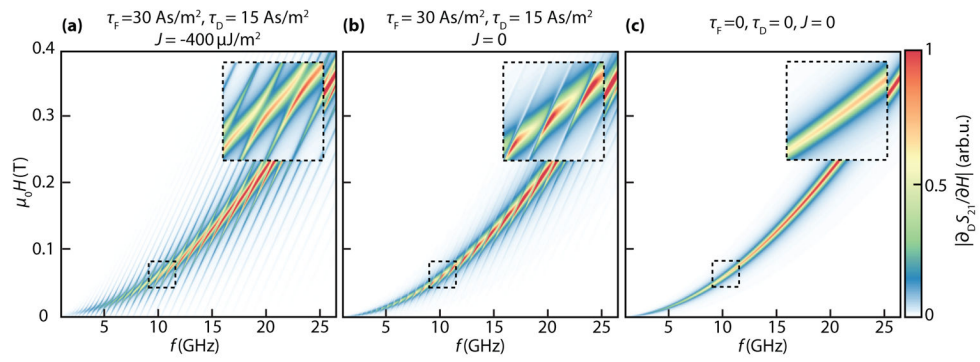 (a) τF=30 As/m², τD= 15 As/m²
J = -400 μJ/m²
(b) τF= 30 As/m², τD= 15 As/m²
J = 0
(c) τF=0, τD=0, J= 0
μ0H(T)
0.4
0.3
0.2
0.1
0
5 10 15 20 25
f(GHz)
5 10 15 20 25
f(GHz)
5 10 15 20 25
f(GHz)
1
0.5
0
|∂DS21/∂H| (arb.u.)